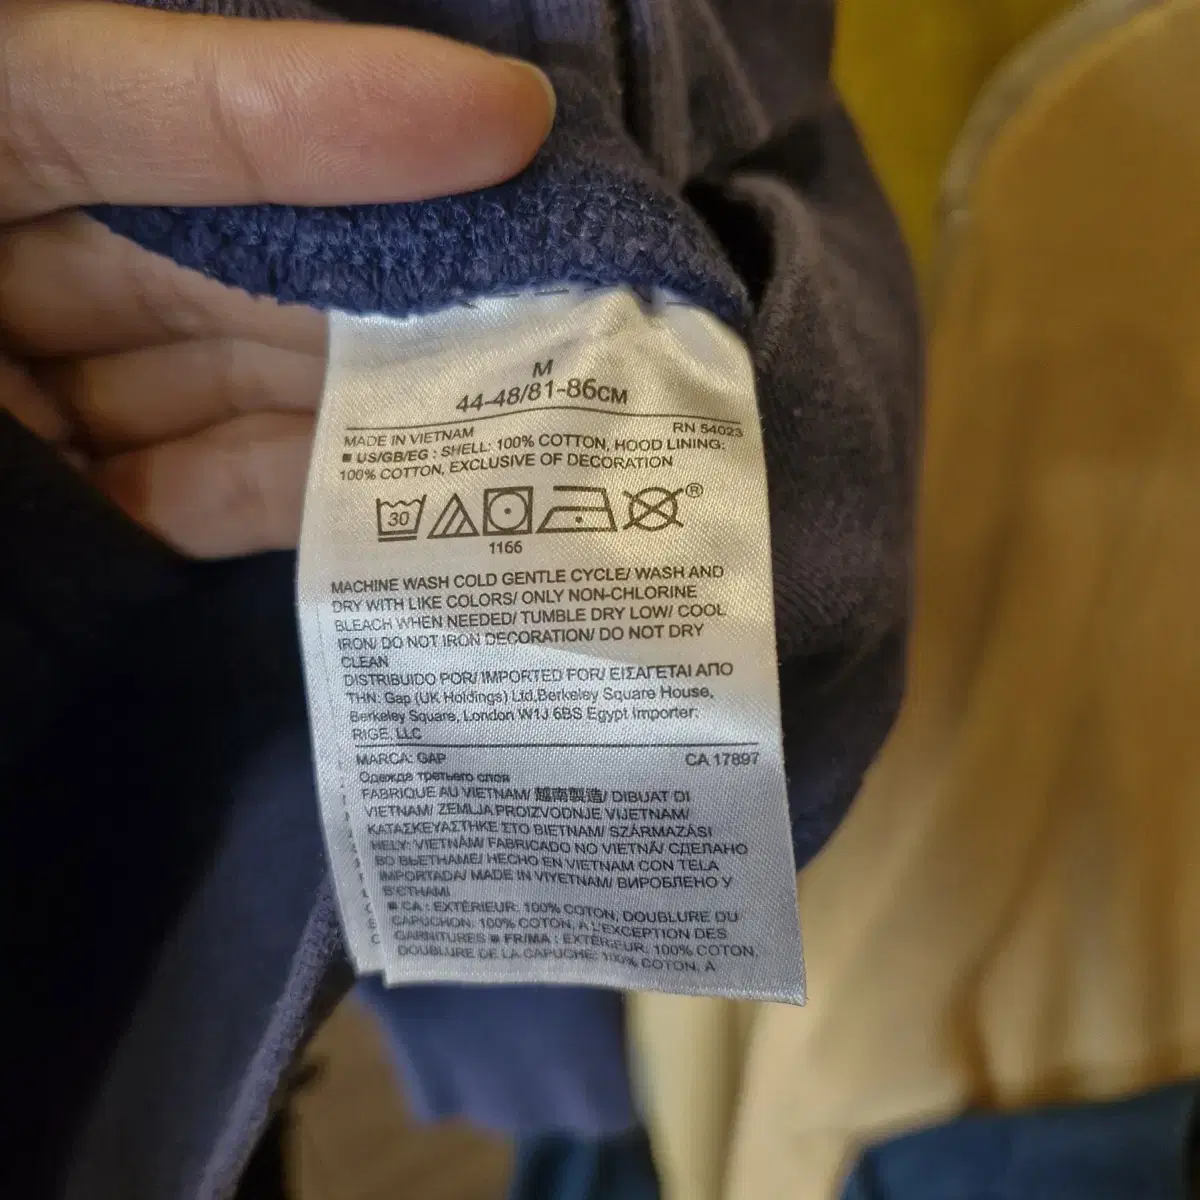 M
44-48/81-86CM
MADE IN VIETNAM RN 54023
■ US/GB/EG : SHELL: 100% COTTON, HOOD LINING:
100% COTTON, EXCLUSIVE OF DECORATION
30 ®
1166
MACHINE WASH COLD GENTLE CYCLE/ WASH AND
DRY WITH LIKE COLORS/ ONLY NON-CHLORINE
BLEACH WHEN NEEDED/ TUMBLE DRY LOW/ COOL
IRON/ DO NOT IRON DECORATION/ DO NOT DRY
CLEAN
DISTRIBUIDO POR/ IMPORTED FOR/ ΕΙΣΑΓΕΤΑΙ ΑΠΟ
ΤΗΝ: Gap (UK Holdings) Ltd,Berkeley Square House,
Berkeley Square, London W1J 6BS Egypt Importer:
RIGE, LLC
MARCA: GAP CA 17897
Одежда третьего слоя
FABRIQUE AU VIETNAM/ 越南製造/ DIBUAT DI
VIETNAM/ ZEMLJA PROIZVODNJE VIJETNAM/
ΚΑΤΑΣΚΕΥΑΣΤΗΚΕ ΣΤΟ ΒΙΕΤΝΑΜ/ SZÁRMAZÁSI
HELY: VIETNÁM/ FABRICADO NO VIETNÃ/ СДЕЛАНО
ВО ВЬЕТНАМЕ/ HECHO EN VIETNAM CON TELA
IMPORTADA/ MADE IN VIYETNAM/ ВИРОБЛЕНО У
В'ЄТНАМІ
■ CA : EXTÉRIEUR: 100% COTON, DOUBLURE DU
CAPUCHON: 100% COTON, A L'EXCEPTION DES
GARNITURES ■ FR/MA : EXTÉRIEUR: 100% COTON,
DOUBLURE DE LA CAPUCHE: 100% COTON, A